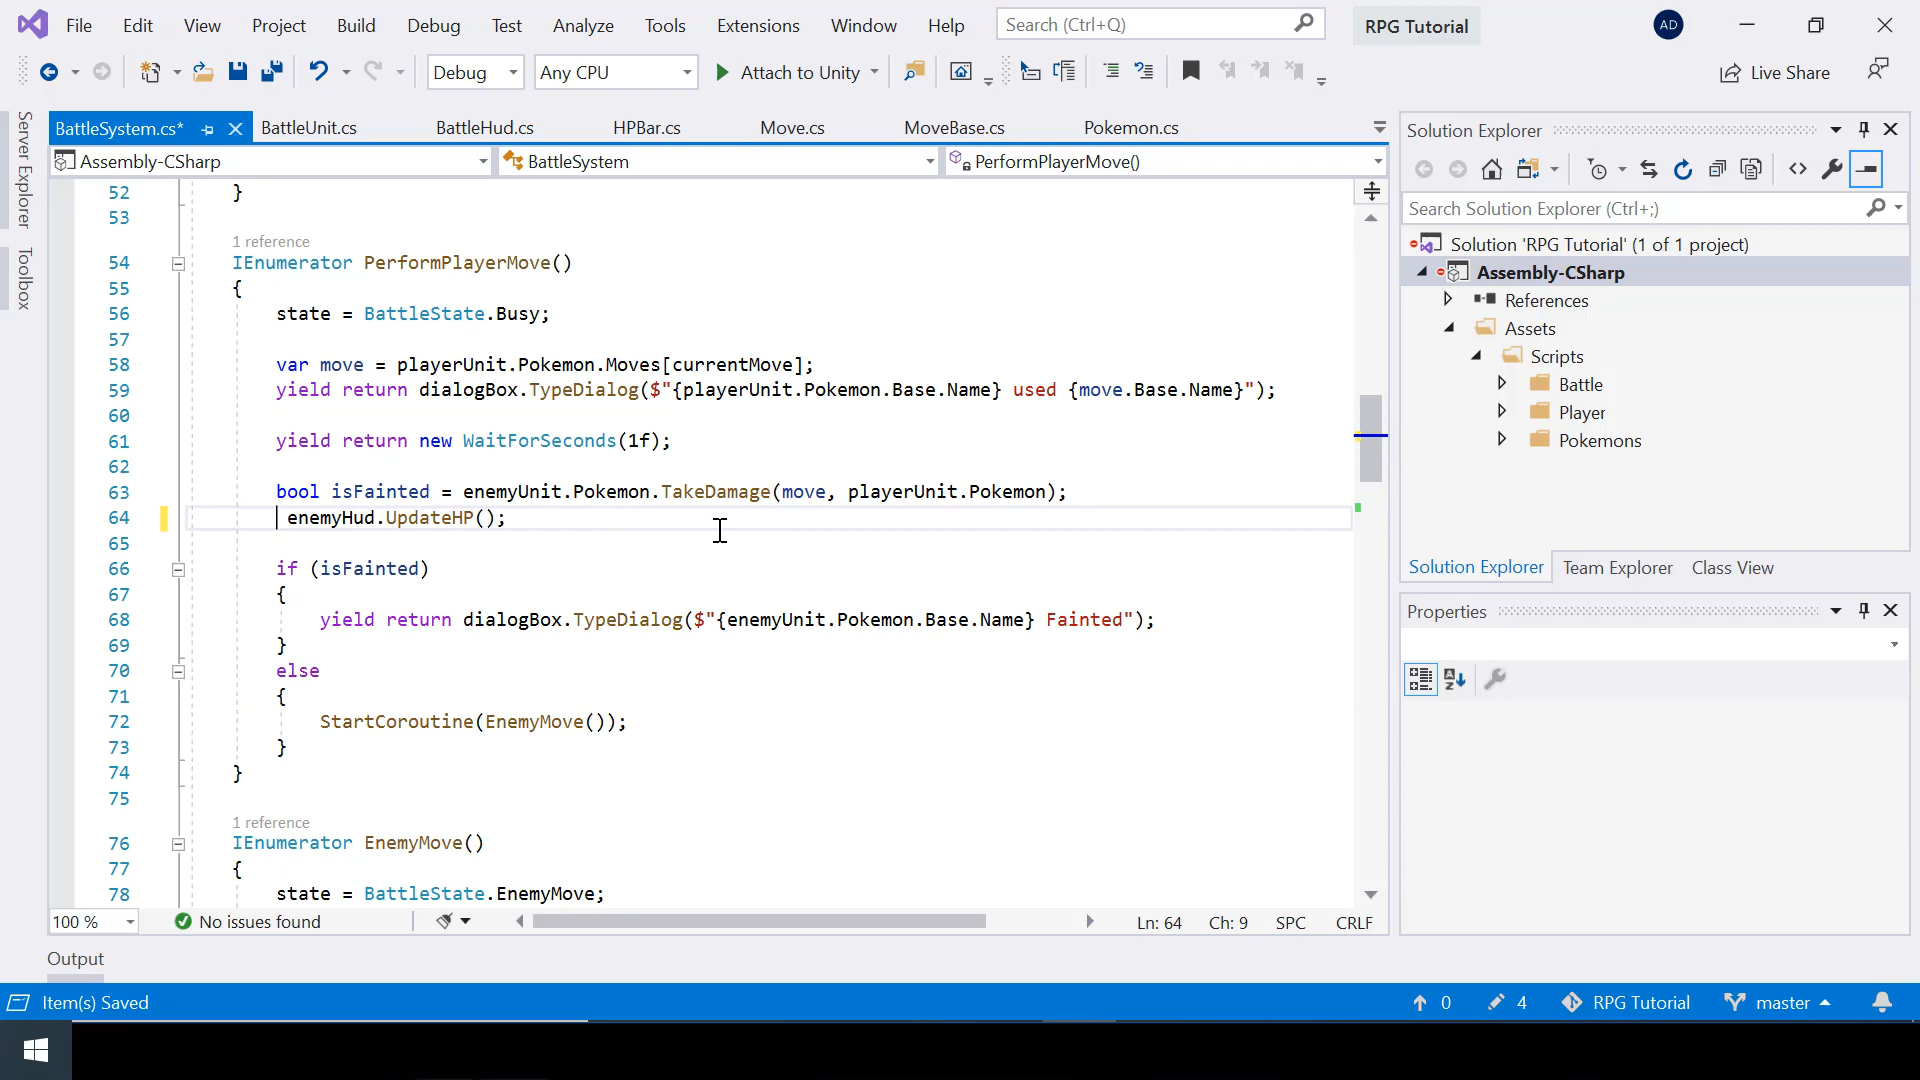 File Edit View Project Build Debug Test Analyze Tools Extensions Window Help Search (Ctrl+Q) RPG Tutorial AD
Debug Any CPU Attach to Unity Live Share
Server Explorer
Toolbox
BattleSystem.cs* BattleUnit.cs BattleHud.cs HPBar.cs Move.cs MoveBase.cs Pokemon.cs
Assembly-CSharp BattleSystem PerformPlayerMove()
52 }
53
1 reference
54 IEnumerator PerformPlayerMove()
55 {
56 state = BattleState.Busy;
57
58 var move = playerUnit.Pokemon.Moves[currentMove];
59 yield return dialogBox.TypeDialog($"{playerUnit.Pokemon.Base.Name} used {move.Base.Name}");
60
61 yield return new WaitForSeconds(1f);
62
63 bool isFainted = enemyUnit.Pokemon.TakeDamage(move, playerUnit.Pokemon);
64 enemyHud.UpdateHP();
65
66 if (isFainted)
67 {
68 yield return dialogBox.TypeDialog($"{enemyUnit.Pokemon.Base.Name} Fainted");
69 }
70 else
71 {
72 StartCoroutine(EnemyMove());
73 }
74 }
75
1 reference
76 IEnumerator EnemyMove()
77 {
78 state = BattleState.EnemyMove;
100 % No issues found Ln: 64 Ch: 9 SPC CRLF
Solution Explorer
Search Solution Explorer (Ctrl+;)
Solution 'RPG Tutorial' (1 of 1 project)
Assembly-CSharp
References
Assets
Scripts
Battle
Player
Pokemons
Solution Explorer Team Explorer Class View
Properties
Output
Item(s) Saved 0 4 RPG Tutorial master